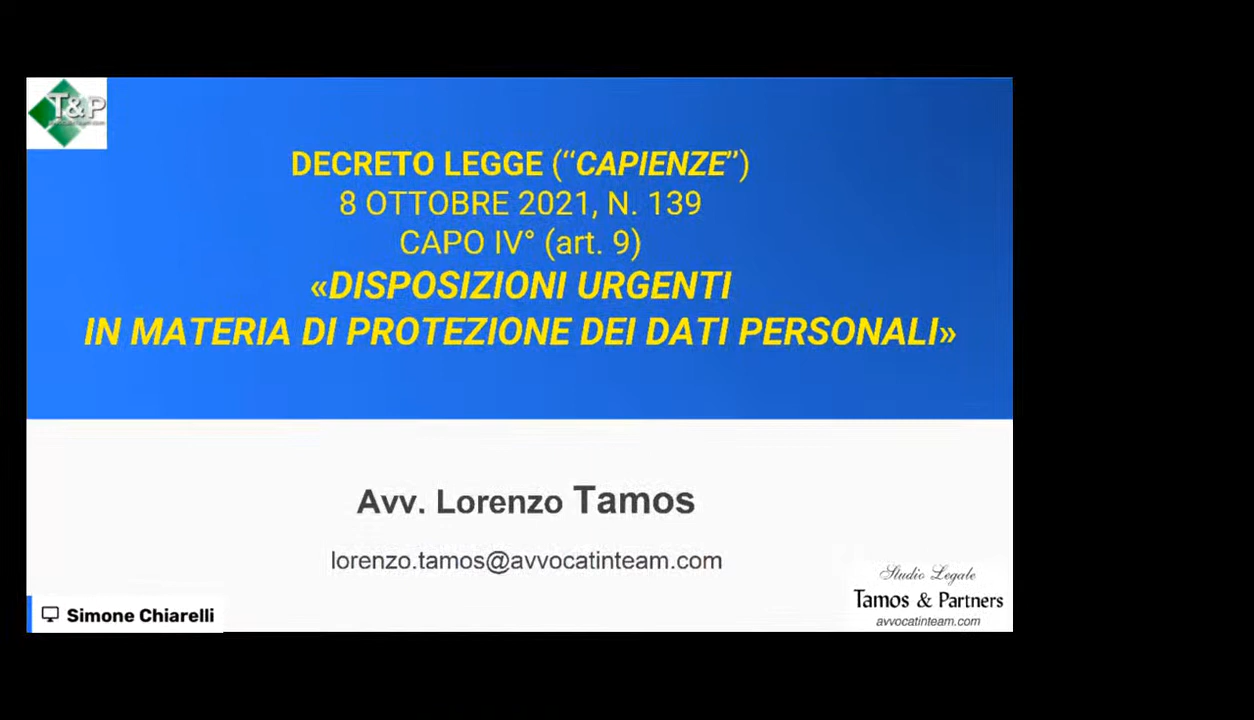 T&P
DECRETO LEGGE (“CAPIENZE”)
8 OTTOBRE 2021, N. 139
CAPO IV° (art. 9)
«DISPOSIZIONI URGENTI
IN MATERIA DI PROTEZIONE DEI DATI PERSONALI»
Avv. Lorenzo Tamos
lorenzo.tamos@avvocatinteam.com
Studio Legale
Tamos & Partners
avvocatinteam.com
Simone Chiarelli